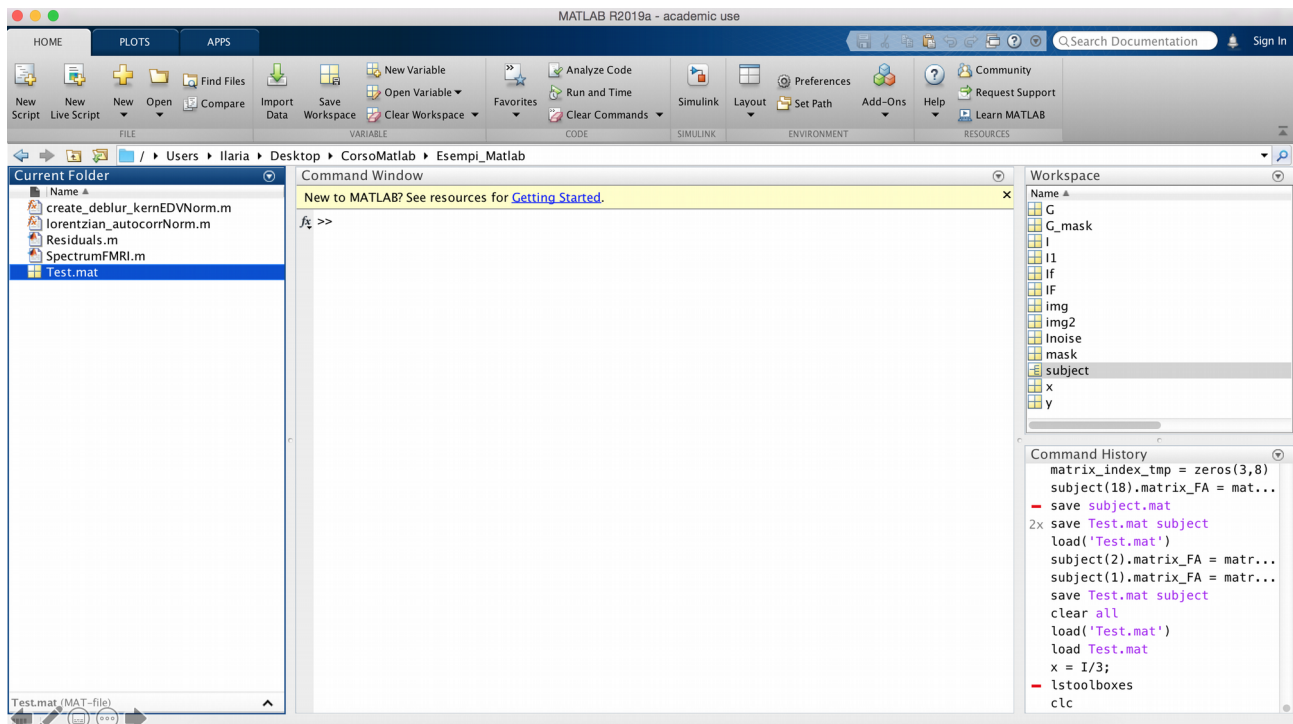 MATLAB R2019a - academic use
HOME PLOTS APPS
Search Documentation Sign In
New Script
New Live Script
New
Open
Find Files
Compare
FILE
Import Data
Save Workspace
New Variable
Open Variable
Clear Workspace
VARIABLE
Favorites
Analyze Code
Run and Time
Clear Commands
CODE
Simulink
SIMULINK
Layout
Preferences
Set Path
Add-Ons
ENVIRONMENT
Help
Community
Request Support
Learn MATLAB
RESOURCES
/ Users Ilaria Desktop CorsoMatlab Esempi_Matlab
Current Folder
Name
create_deblur_kernEDVNorm.m
lorentzian_autocorrNorm.m
Residuals.m
SpectrumFMRI.m
Test.mat
Test.mat (MAT-file)
Command Window
New to MATLAB? See resources for Getting Started.
fx >>
Workspace
Name
G
G_mask
I
I1
If
IF
img
img2
Inoise
mask
subject
x
y
Command History
matrix_index_tmp = zeros(3,8)
subject(18).matrix_FA = mat...
save subject.mat
2x save Test.mat subject
load('Test.mat')
subject(2).matrix_FA = matr...
subject(1).matrix_FA = matr...
save Test.mat subject
clear all
load('Test.mat')
load Test.mat
x = I/3;
lstoolboxes
clc